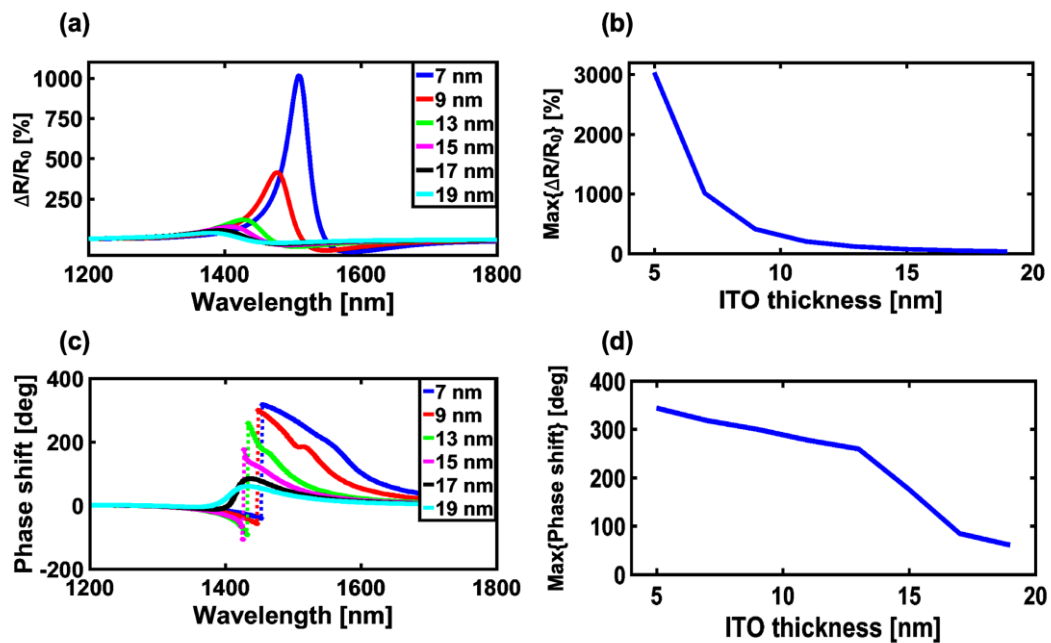 (a)
ΔR/R₀ [%]
1000
750
500
250
1200
1400
1600
1800
Wavelength [nm]
7 nm
9 nm
13 nm
15 nm
17 nm
19 nm
(b)
Max{ΔR/R₀} [%]
3000
2000
1000
0
5
10
15
20
ITO thickness [nm]
(c)
Phase shift [deg]
400
200
0
-200
1200
1400
1600
1800
Wavelength [nm]
7 nm
9 nm
13 nm
15 nm
17 nm
19 nm
(d)
Max{Phase shift} [deg]
400
300
200
100
0
5
10
15
20
ITO thickness [nm]